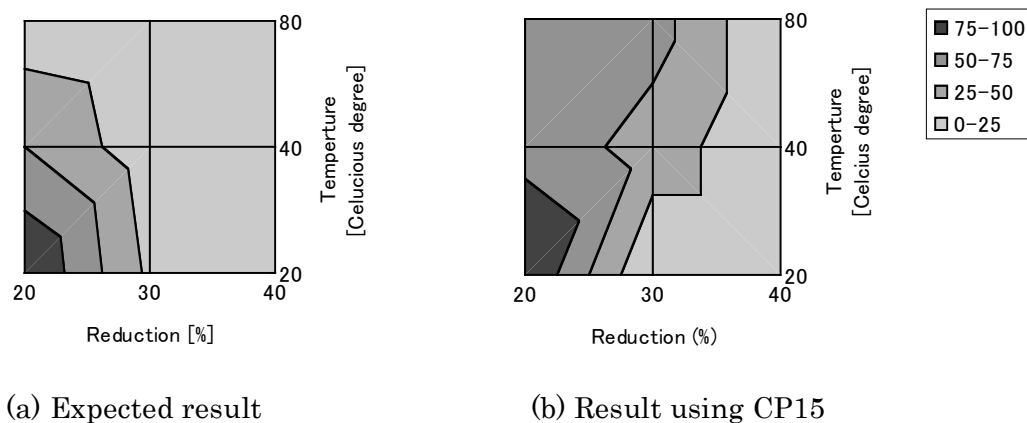 80
40
20
20 30 40
Temperture
[Celucious degree]
Reduction [%]
(a) Expected result
80
40
20
20 30 40
Temperture
[Celcius degree]
Reduction (%)
(b) Result using CP15
75-100
50-75
25-50
0-25